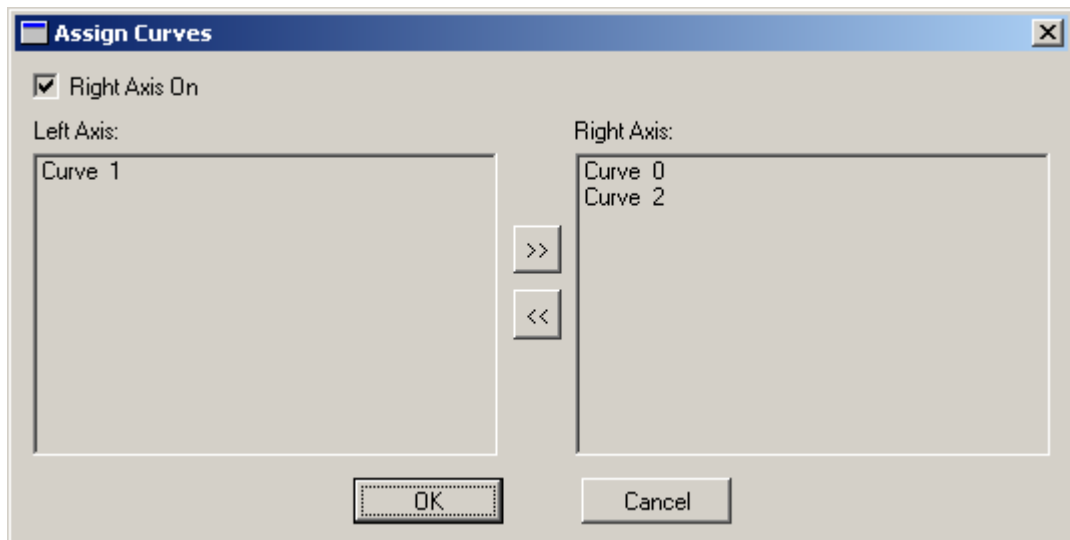 Assign Curves
Right Axis On
Left Axis:
Right Axis:
Curve 1
Curve 0
Curve 2
>>
<<
OK
Cancel